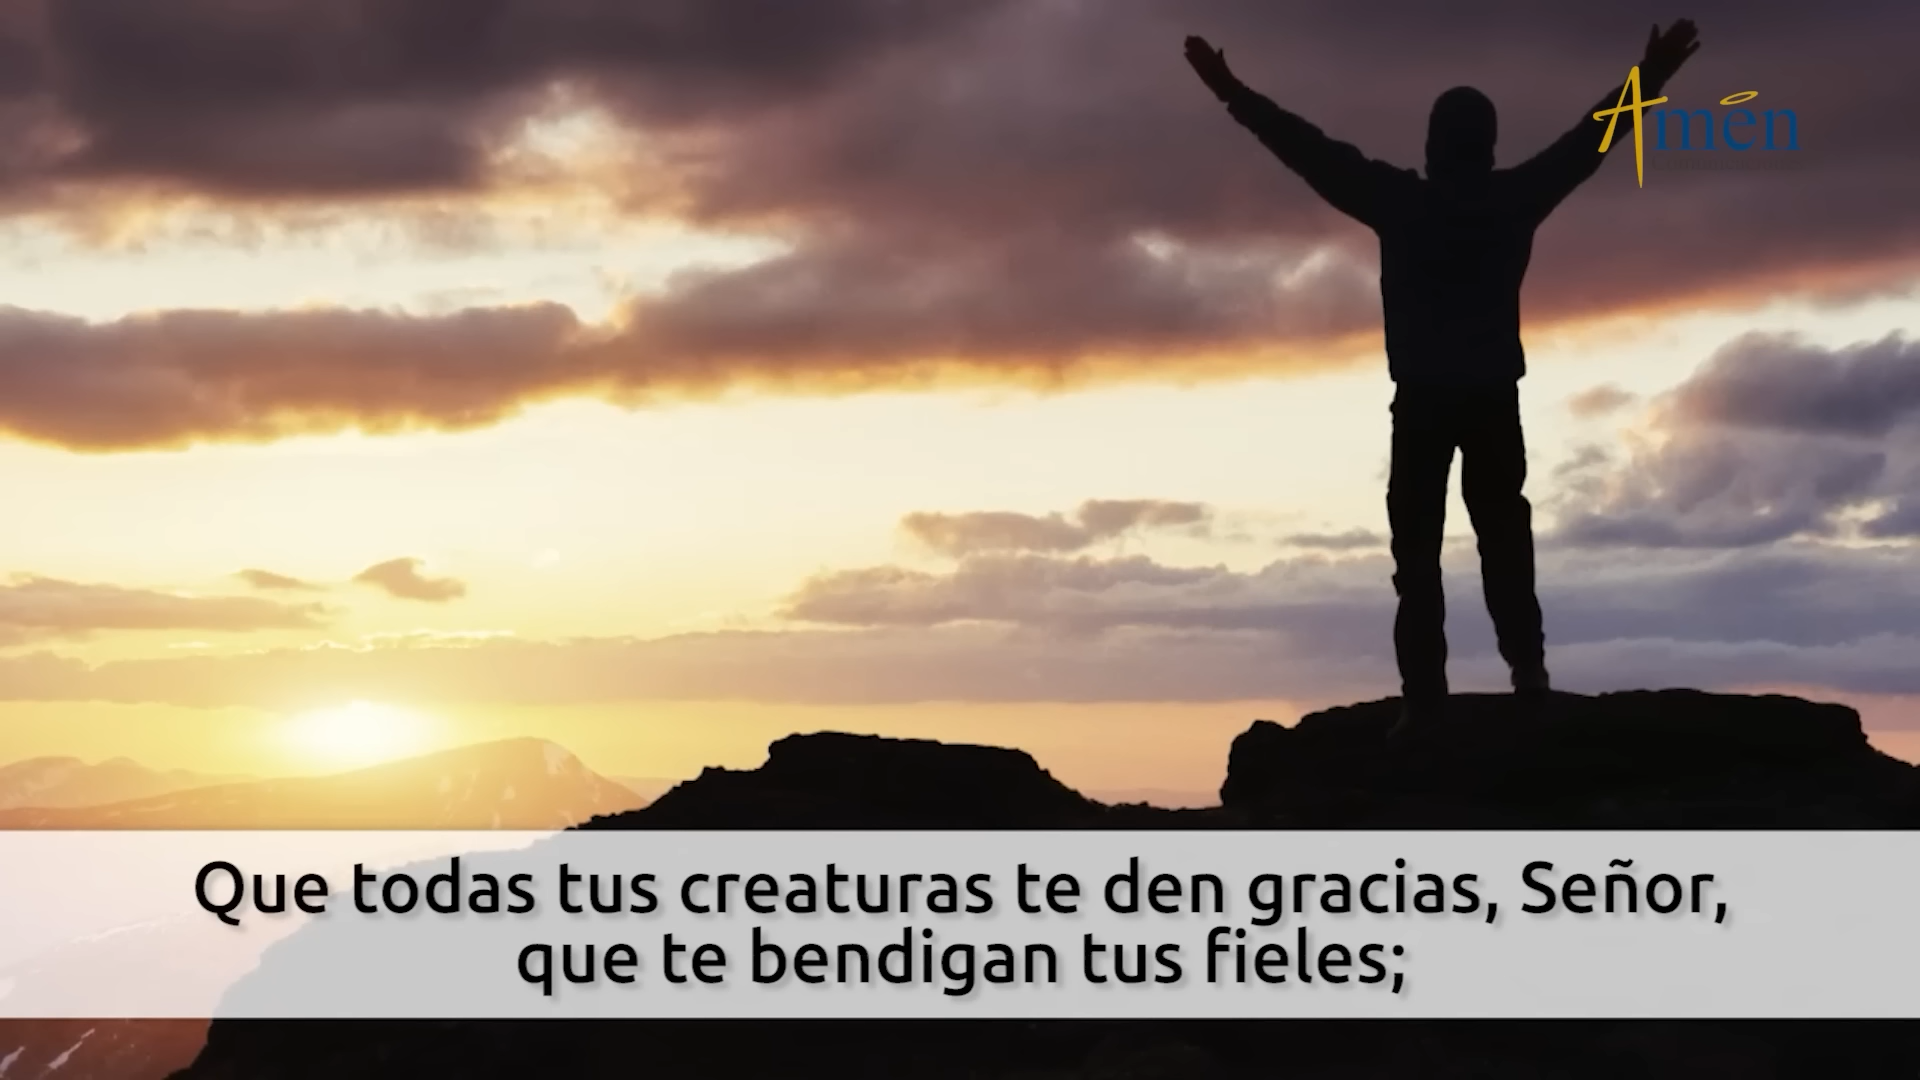 Amén
Que todas tus creaturas te den gracias, Señor,
que te bendigan tus fieles;